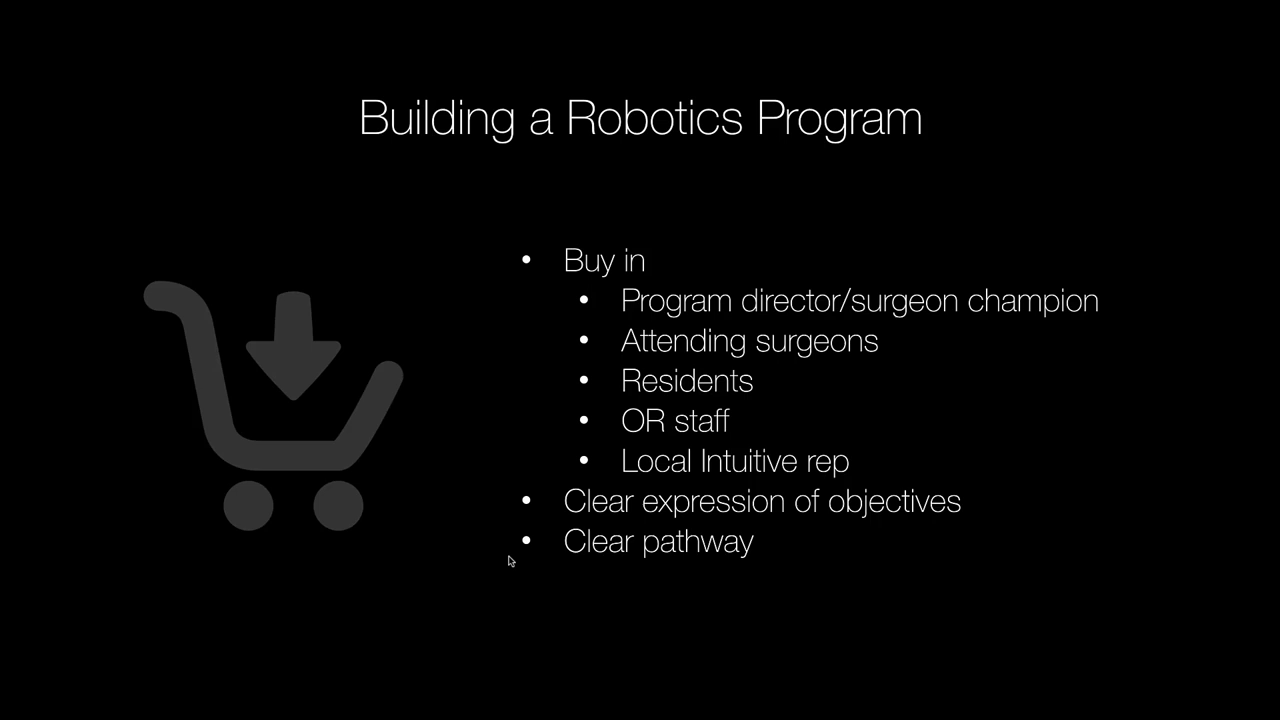 Building a Robotics Program
• Buy in
• Program director/surgeon champion
• Attending surgeons
• Residents
• OR staff
• Local Intuitive rep
• Clear expression of objectives
• Clear pathway